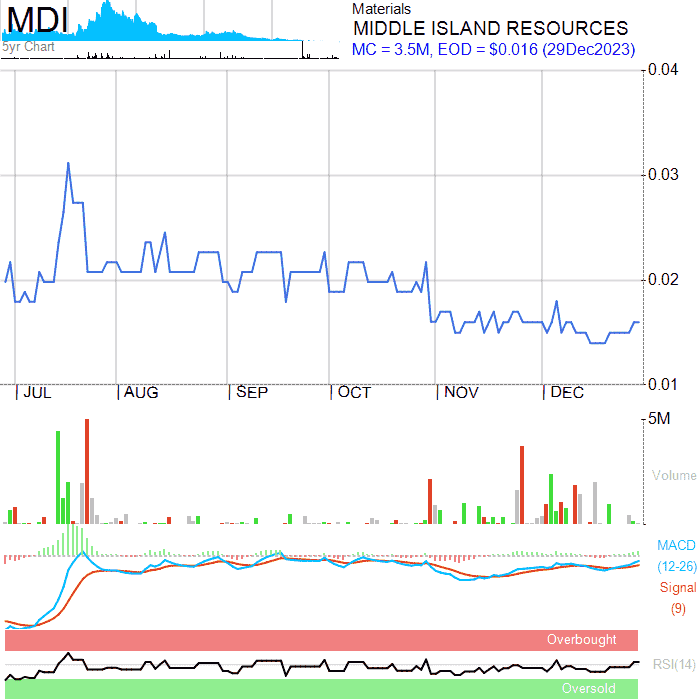 MDI
5yr Chart
Materials
MIDDLE ISLAND RESOURCES
MC = 3.5M, EOD = $0.016 (29Dec2023)
0.04
0.03
0.02
0.01
JUL AUG SEP OCT NOV DEC
5M
Volume
MACD
(12-26)
Signal
(9)
Overbought
RSI(14)
Oversold